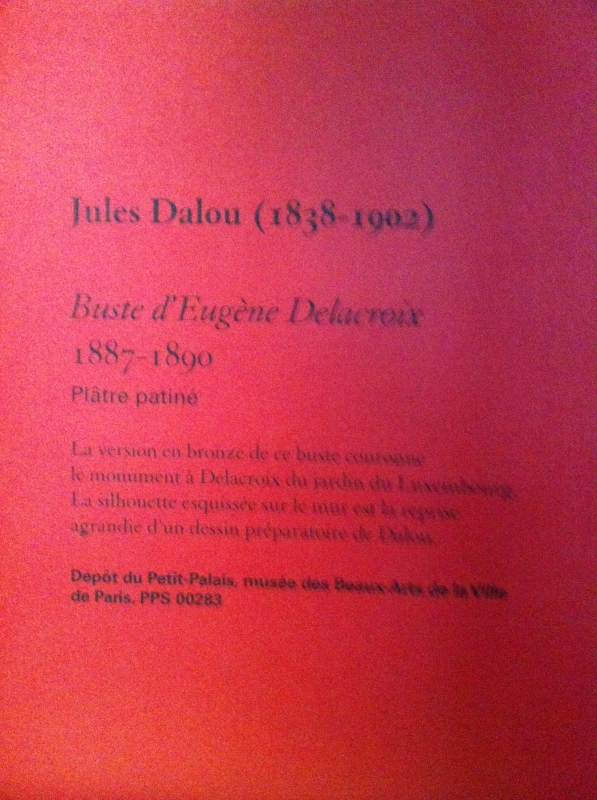 Jules Dalou (1838-1902)
Buste d'Eugène Delacroix
1887-1890
Plâtre patiné
La version en bronze de ce buste couronne
le monument à Delacroix du jardin du Luxembourg.
La silhouette esquissée sur le mur est la reprise
agrandie d'un dessin préparatoire de Dalou.
Dépôt du Petit-Palais, musée des Beaux-Arts de la Ville
de Paris, PPS 00283